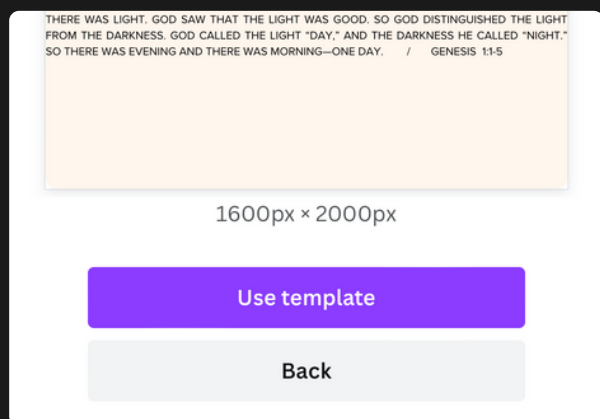 THERE WAS LIGHT. GOD SAW THAT THE LIGHT WAS GOOD. SO GOD DISTINGUISHED THE LIGHT
FROM THE DARKNESS. GOD CALLED THE LIGHT “DAY,” AND THE DARKNESS HE CALLED “NIGHT.”
SO THERE WAS EVENING AND THERE WAS MORNING—ONE DAY. / GENESIS 1:1-5
1600px × 2000px
Use template
Back